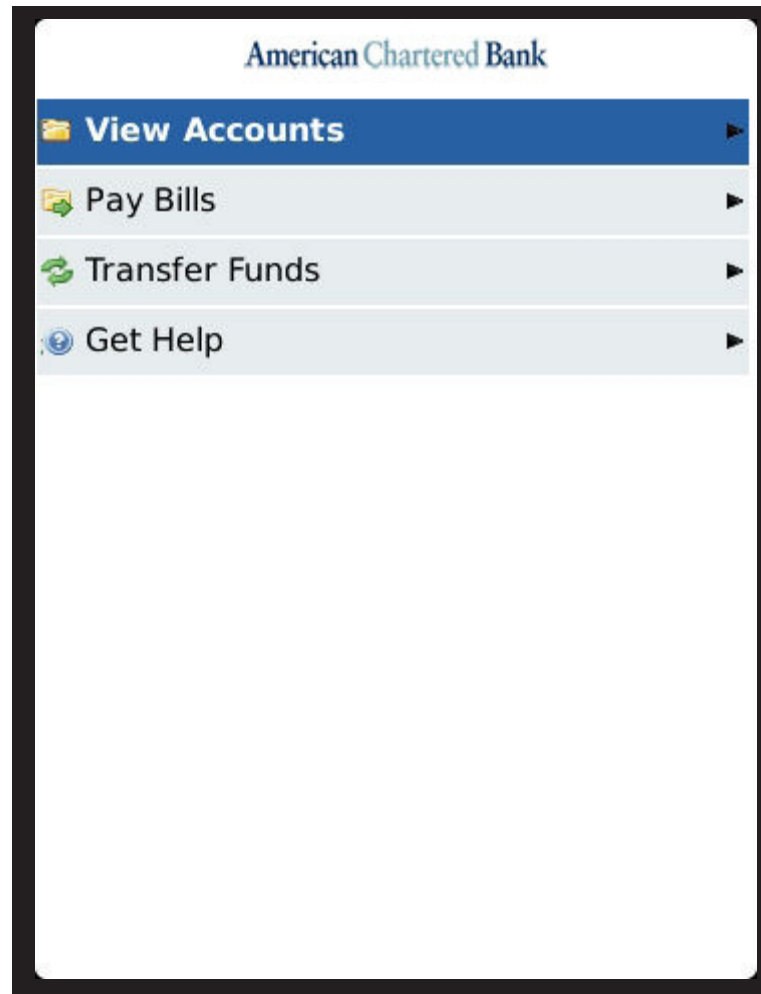 American Chartered Bank
View Accounts
Pay Bills
Transfer Funds
Get Help